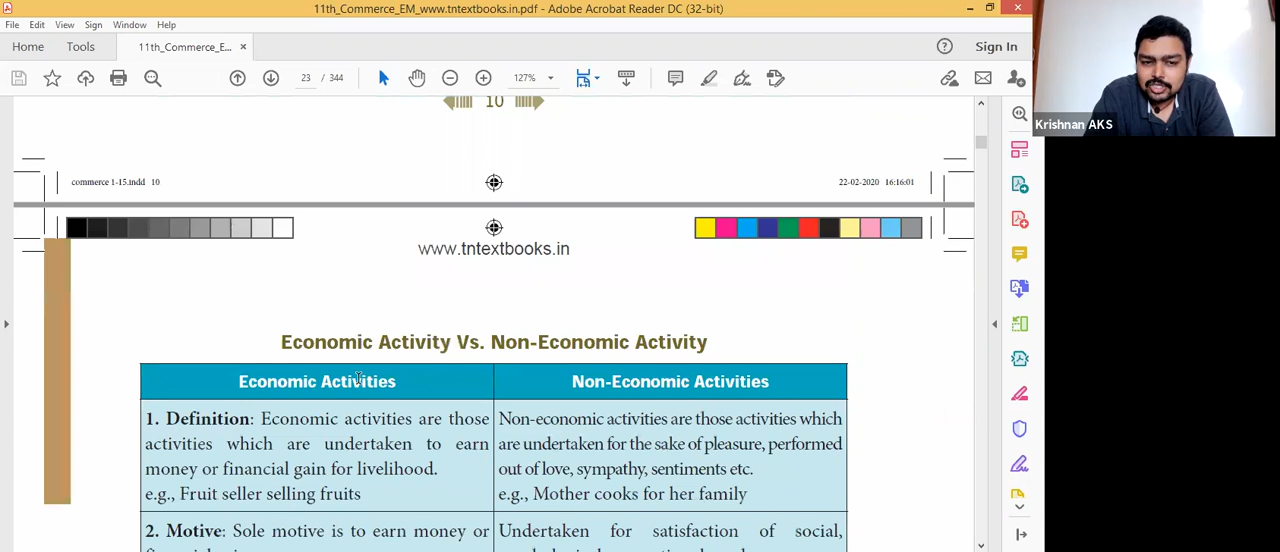 11th_Commerce_EM_www.tntextbooks.in.pdf - Adobe Acrobat Reader DC (32-bit)
File Edit View Sign Window Help
Home Tools 11th_Commerce_E... × Sign In
23 / 344 127%
Krishnan AKS
10
commerce 1-15.indd 10 22-02-2020 16:16:01
www.tntextbooks.in
Economic Activity Vs. Non-Economic Activity
Economic Activities Non-Economic Activities
1. Definition: Economic activities are those
activities which are undertaken to earn
money or financial gain for livelihood.
e.g., Fruit seller selling fruits
Non-economic activities are those activities which
are undertaken for the sake of pleasure, performed
out of love, sympathy, sentiments etc.
e.g., Mother cooks for her family
2. Motive: Sole motive is to earn money or
Undertaken for satisfaction of social,